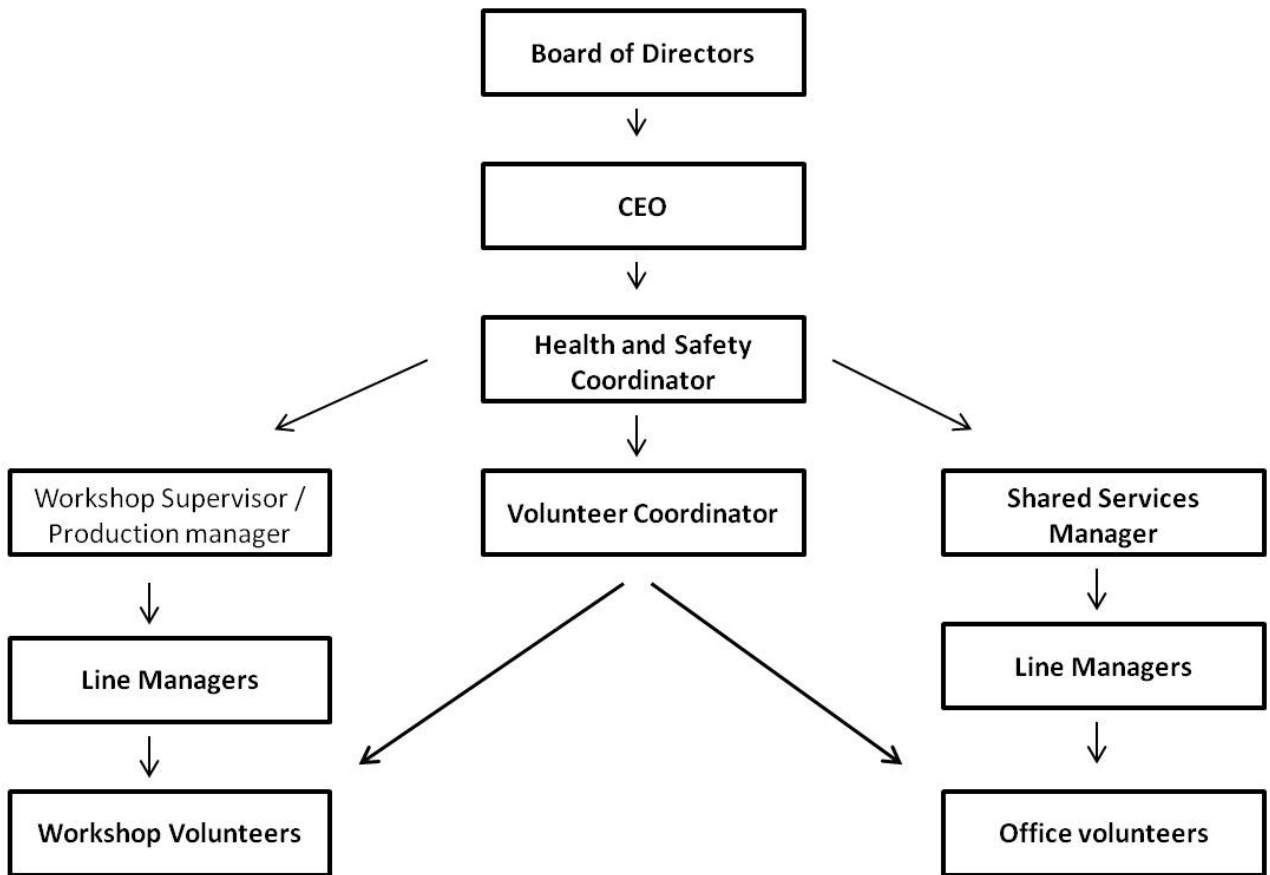 Board of Directors
CEO
Health and Safety
Coordinator
Workshop Supervisor /
Production manager
Volunteer Coordinator
Shared Services
Manager
Line Managers
Line Managers
Workshop Volunteers
Office volunteers